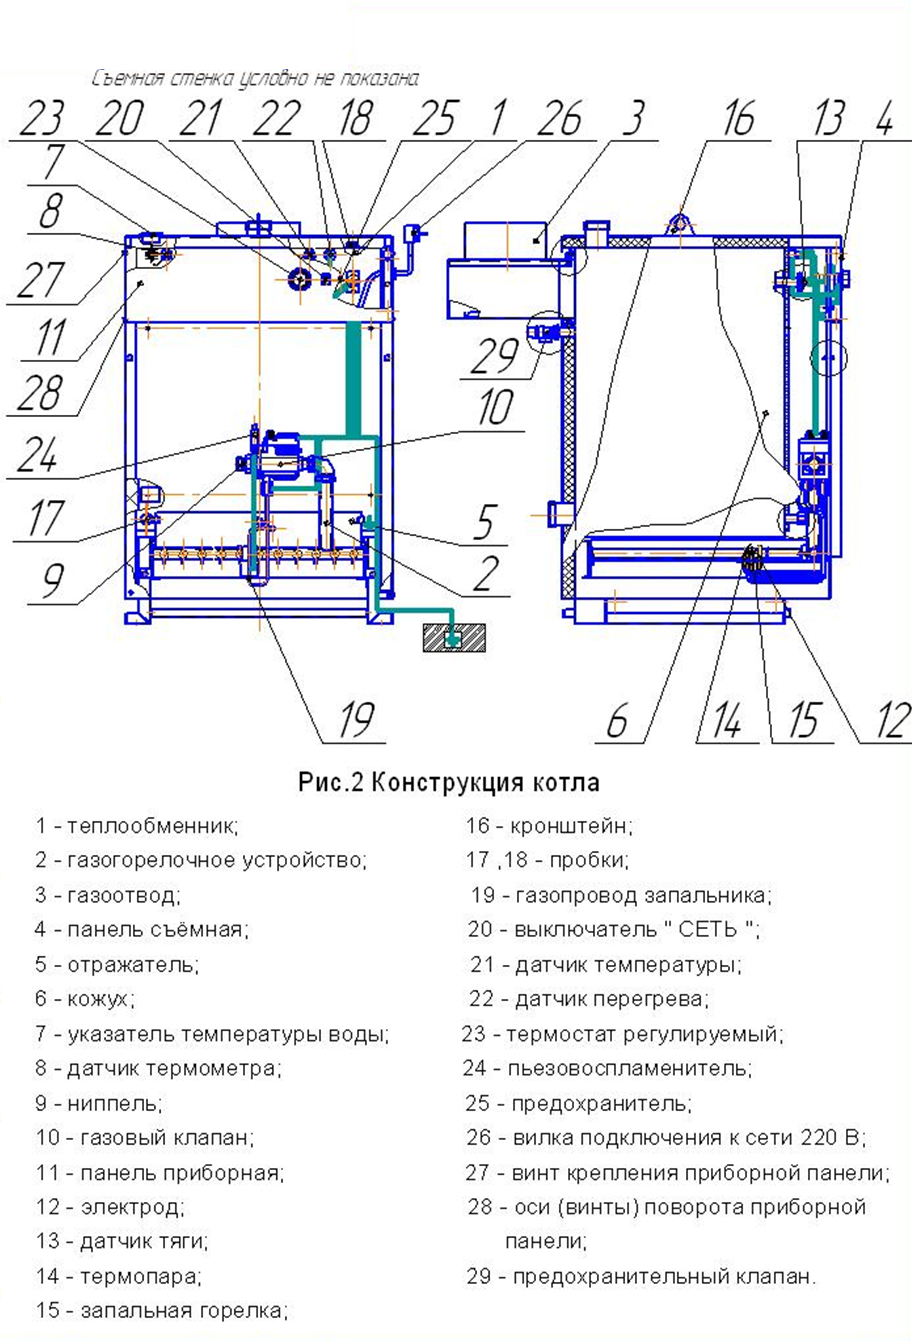 Съемная стенка условно не показана
23 20 21 22 18 25 1 26 3 16 13 4
7
8
27
11
28
24
17
9
29
10
5
2
19
6 14 15 12
Рис.2 Конструкция котла
1 - теплообменник;
2 - газогорелочное устройство;
3 - газоотвод;
4 - панель съёмная;
5 - отражатель;
6 - кожух;
7 - указатель температуры воды;
8 - датчик термометра;
9 - ниппель;
10 - газовый клапан;
11 - панель приборная;
12 - электрод;
13 - датчик тяги;
14 - термопара;
15 - запальная горелка;
16 - кронштейн;
17 ,18 - пробки;
19 - газопровод запальника;
20 - выключатель " СЕТЬ ";
21 - датчик температуры;
22 - датчик перегрева;
23 - термостат регулируемый;
24 - пьезовоспламенитель;
25 - предохранитель;
26 - вилка подключения к сети 220 В;
27 - винт крепления приборной панели;
28 - оси (винты) поворота приборной
панели;
29 - предохранительный клапан.